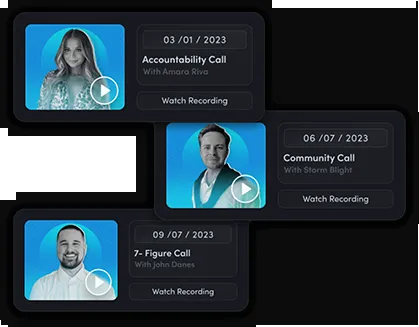 03 /01 / 2023
Accountability Call
With Amara Riva
Watch Recording
06 /07 / 2023
Community Call
With Storm Blight
Watch Recording
09 /07 / 2023
7- Figure Call
With John Danes
Watch Recording